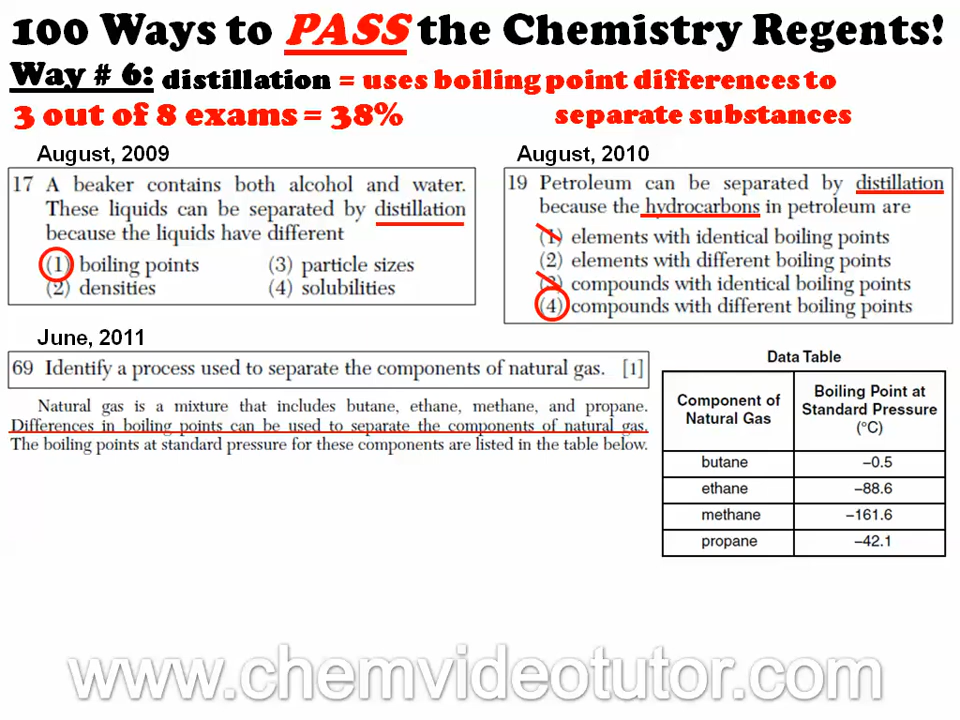 100 Ways to PASS the Chemistry Regents!
Way # 6: distillation = uses boiling point differences to
3 out of 8 exams = 38% separate substances
August, 2009
17 A beaker contains both alcohol and water.
These liquids can be separated by distillation
because the liquids have different
(1) boiling points (3) particle sizes
(2) densities (4) solubilities
August, 2010
19 Petroleum can be separated by distillation
because the hydrocarbons in petroleum are
(1) elements with identical boiling points
(2) elements with different boiling points
(3) compounds with identical boiling points
(4) compounds with different boiling points
June, 2011
69 Identify a process used to separate the components of natural gas. [1]
Natural gas is a mixture that includes butane, ethane, methane, and propane.
Differences in boiling points can be used to separate the components of natural gas.
The boiling points at standard pressure for these components are listed in the table below.
Data Table
Component of
Natural Gas
Boiling Point at
Standard Pressure
(°C)
butane –0.5
ethane –88.6
methane –161.6
propane –42.1
www.chemvideotutor.com